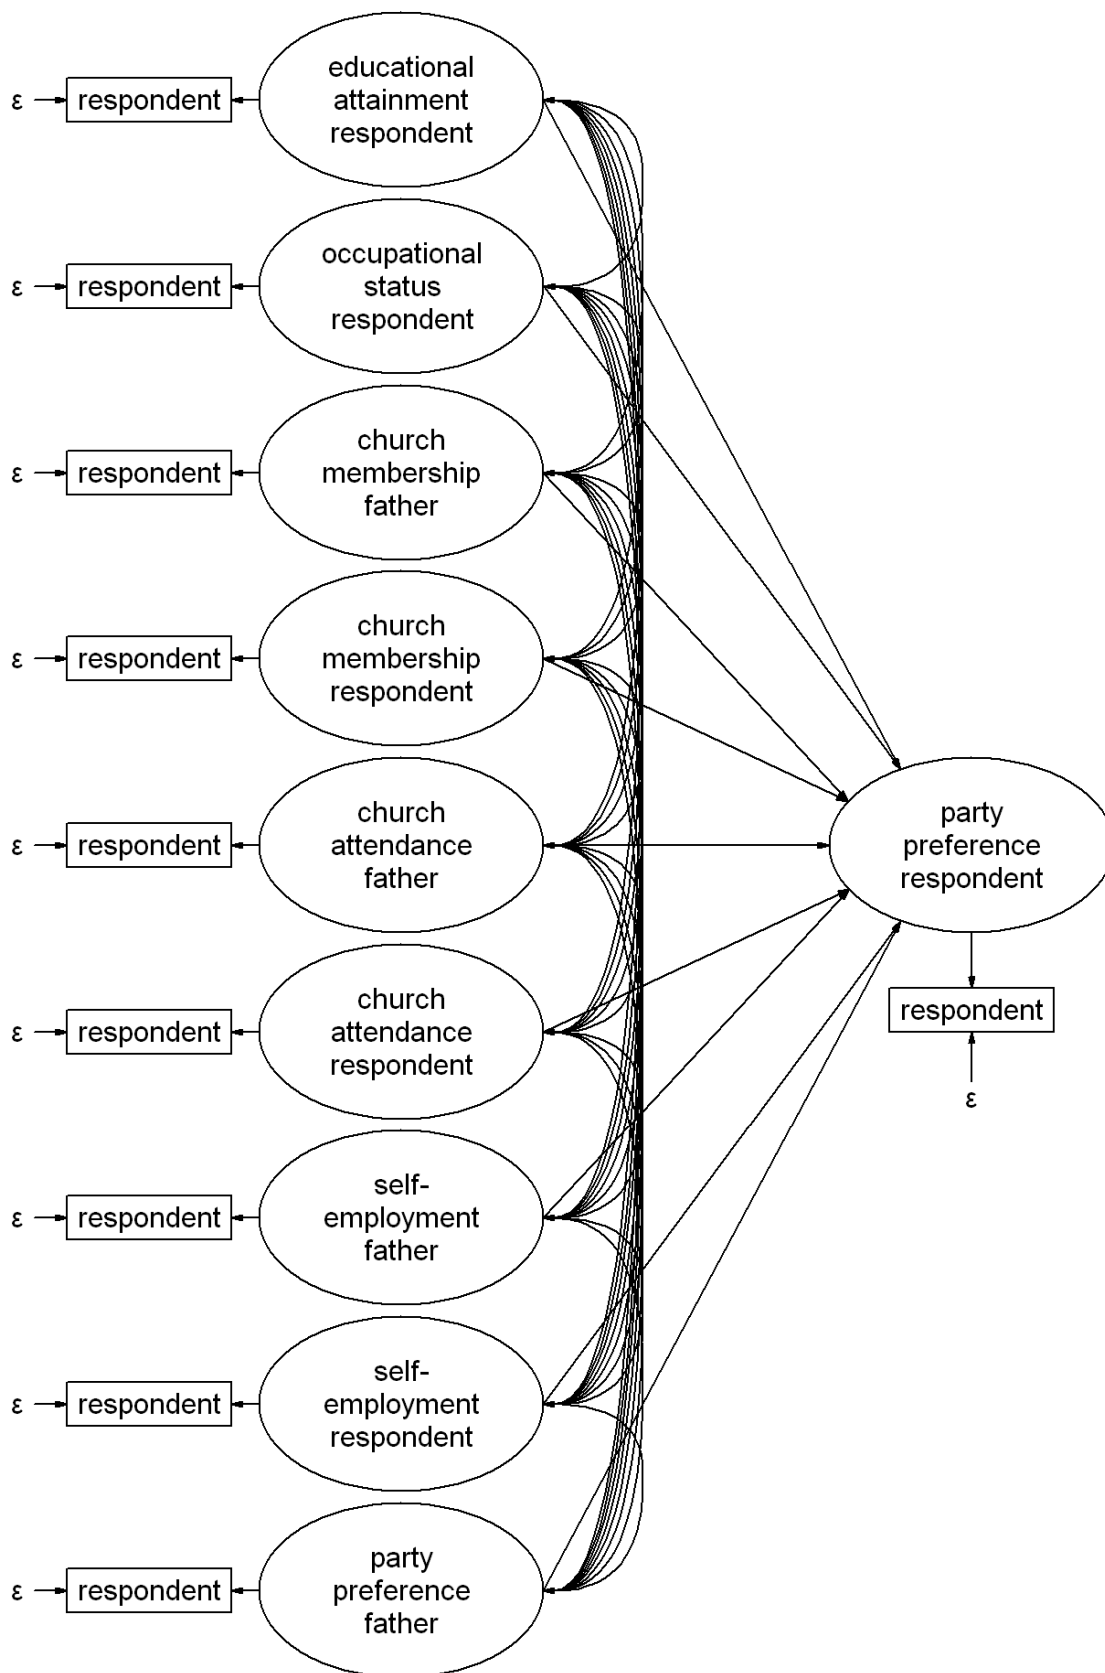 educational
attainment
respondent
ε
respondent
occupational
status
respondent
ε
respondent
church
membership
father
ε
respondent
church
membership
respondent
ε
respondent
church
attendance
father
ε
respondent
church
attendance
respondent
ε
respondent
self-
employment
father
ε
respondent
self-
employment
respondent
ε
respondent
party
preference
father
ε
respondent
party
preference
respondent
respondent
ε